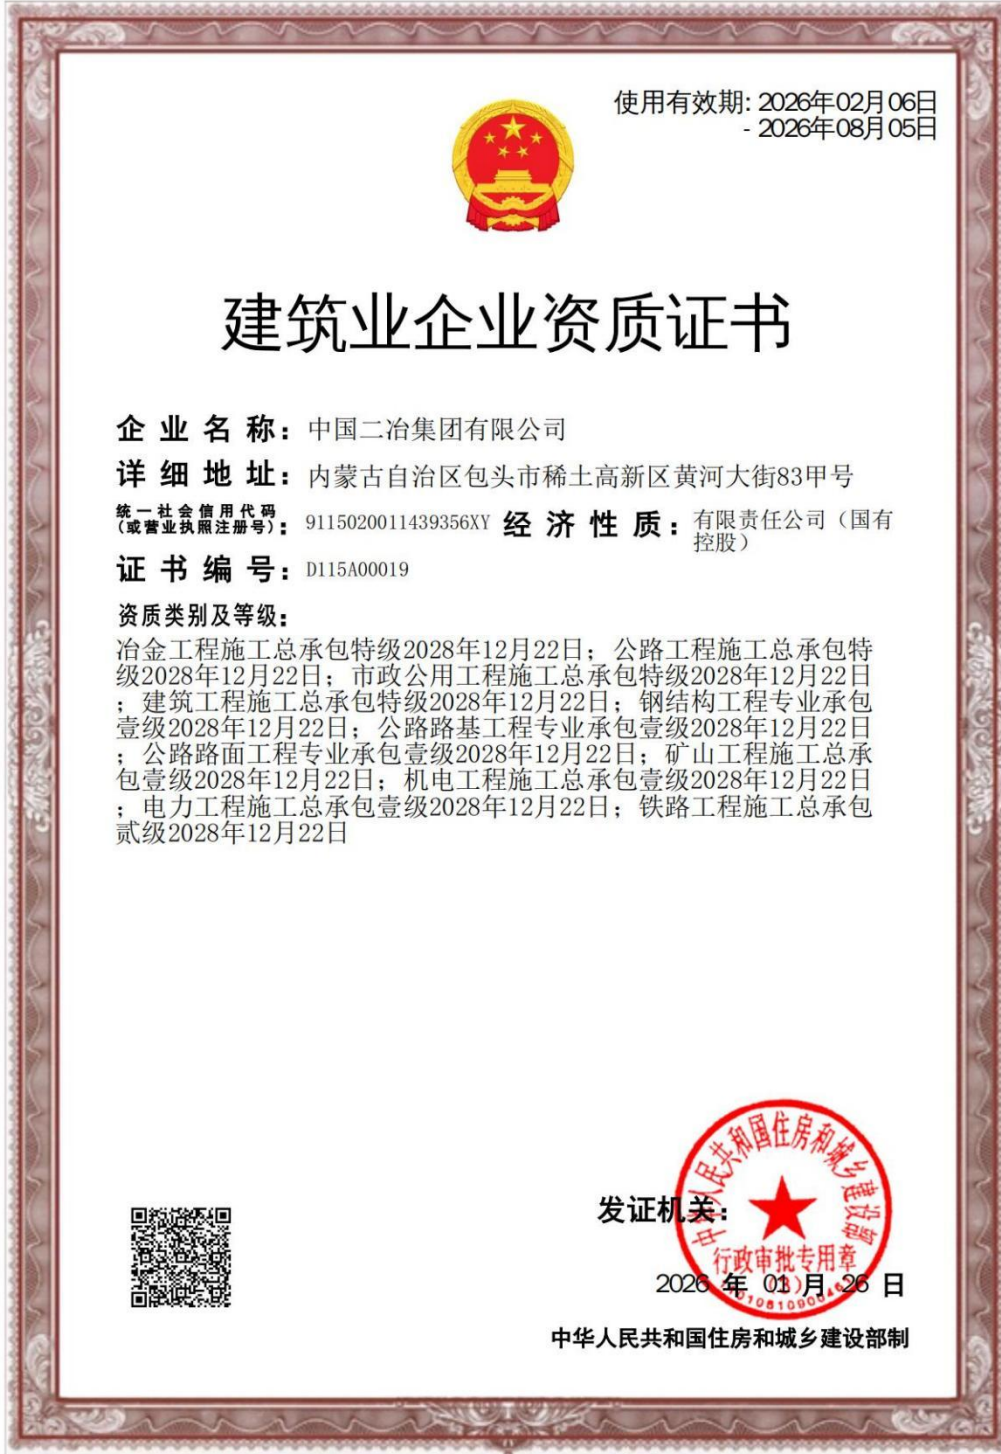 使用有效期: 2026年02月06日
- 2026年08月05日
建筑业企业资质证书
企业名称：中国二冶集团有限公司
详细地址：内蒙古自治区包头市稀土高新区黄河大街83甲号
统一社会信用代码
（或营业执照注册号）：9115020011439356XY 经济性质：有限责任公司（国有
控股）
证书编号：D115A00019
资质类别及等级：
冶金工程施工总承包特级2028年12月22日；公路工程施工总承包特
级2028年12月22日；市政公用工程施工总承包特级2028年12月22日
；建筑工程施工总承包特级2028年12月22日；钢结构工程专业承包
壹级2028年12月22日；公路路基工程专业承包壹级2028年12月22日
；公路路面工程专业承包壹级2028年12月22日；矿山工程施工总承
包壹级2028年12月22日；机电工程施工总承包壹级2028年12月22日
；电力工程施工总承包壹级2028年12月22日；铁路工程施工总承包
贰级2028年12月22日
中华人民共和国住房和城乡建设部
发证机关：
行政审批专用章
2026 年 01 月 26 日
中华人民共和国住房和城乡建设部制